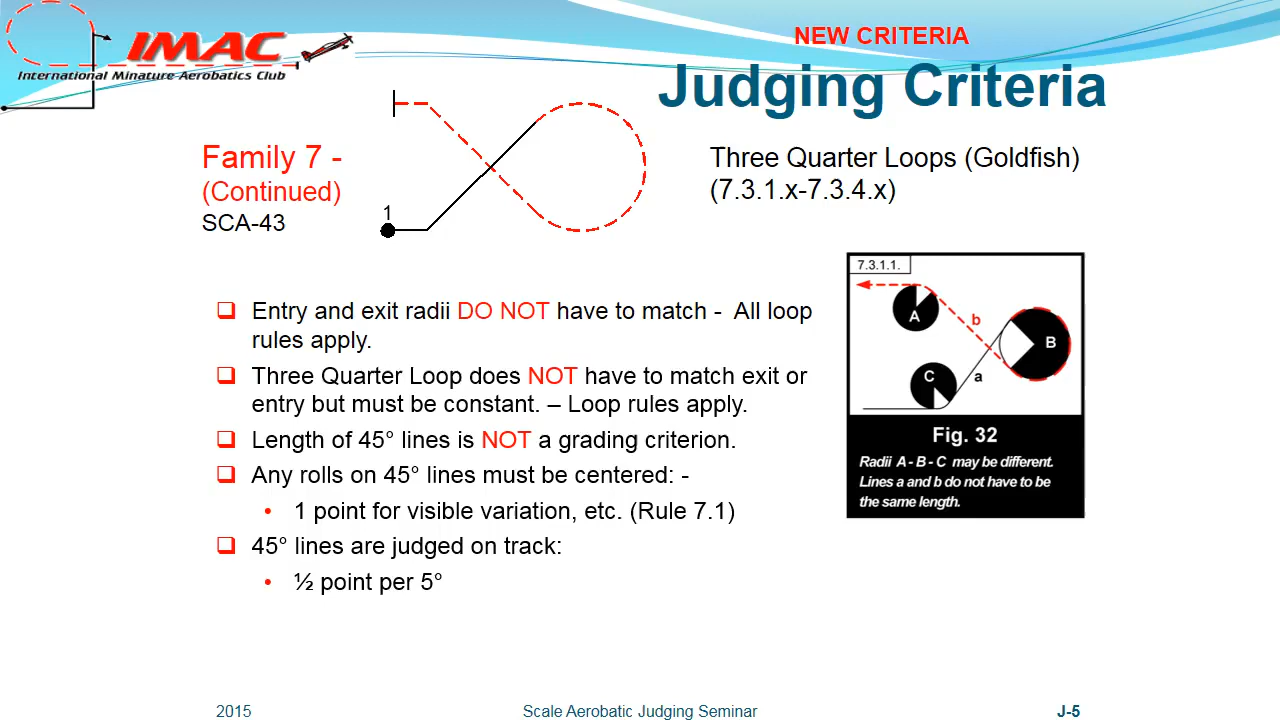 NEW CRITERIA
IMAC
International Minature Aerobatics Club
Judging Criteria
Family 7 -
(Continued)
SCA-43
1
Three Quarter Loops (Goldfish)
(7.3.1.x-7.3.4.x)
Entry and exit radii DO NOT have to match - All loop
rules apply.
Three Quarter Loop does NOT have to match exit or
entry but must be constant. – Loop rules apply.
Length of 45° lines is NOT a grading criterion.
Any rolls on 45° lines must be centered: -
• 1 point for visible variation, etc. (Rule 7.1)
45° lines are judged on track:
• ½ point per 5°
7.3.1.1.
A
b
B
C
a
Fig. 32
Radii A - B - C may be different.
Lines a and b do not have to be
the same length.
2015
Scale Aerobatic Judging Seminar
J-5